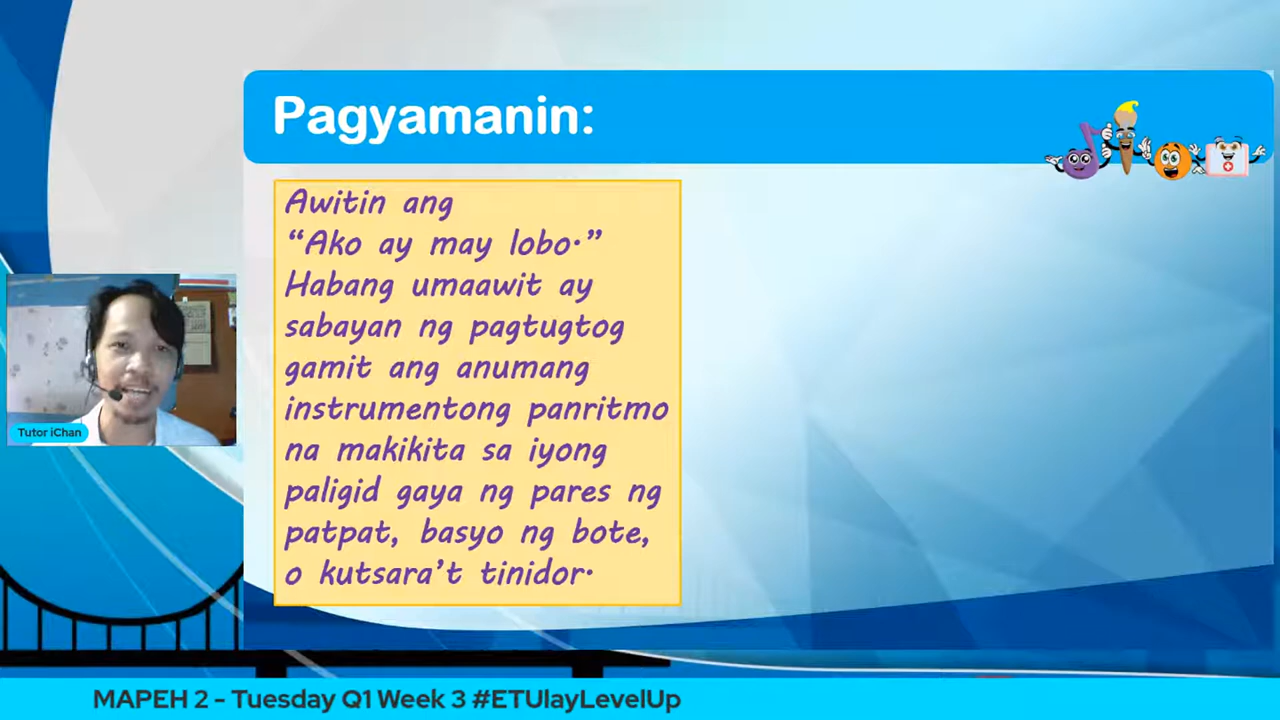 Pagyamanin:
Awitin ang
“Ako ay may lobo.”
Habang umaawit ay
sabayan ng pagtugtog
gamit ang anumang
instrumentong panritmo
na makikita sa iyong
paligid gaya ng pares ng
patpat, basyo ng bote,
o kutsara’t tinidor.
Tutor iChan
MAPEH 2 - Tuesday Q1 Week 3 #ETUlayLevelUp